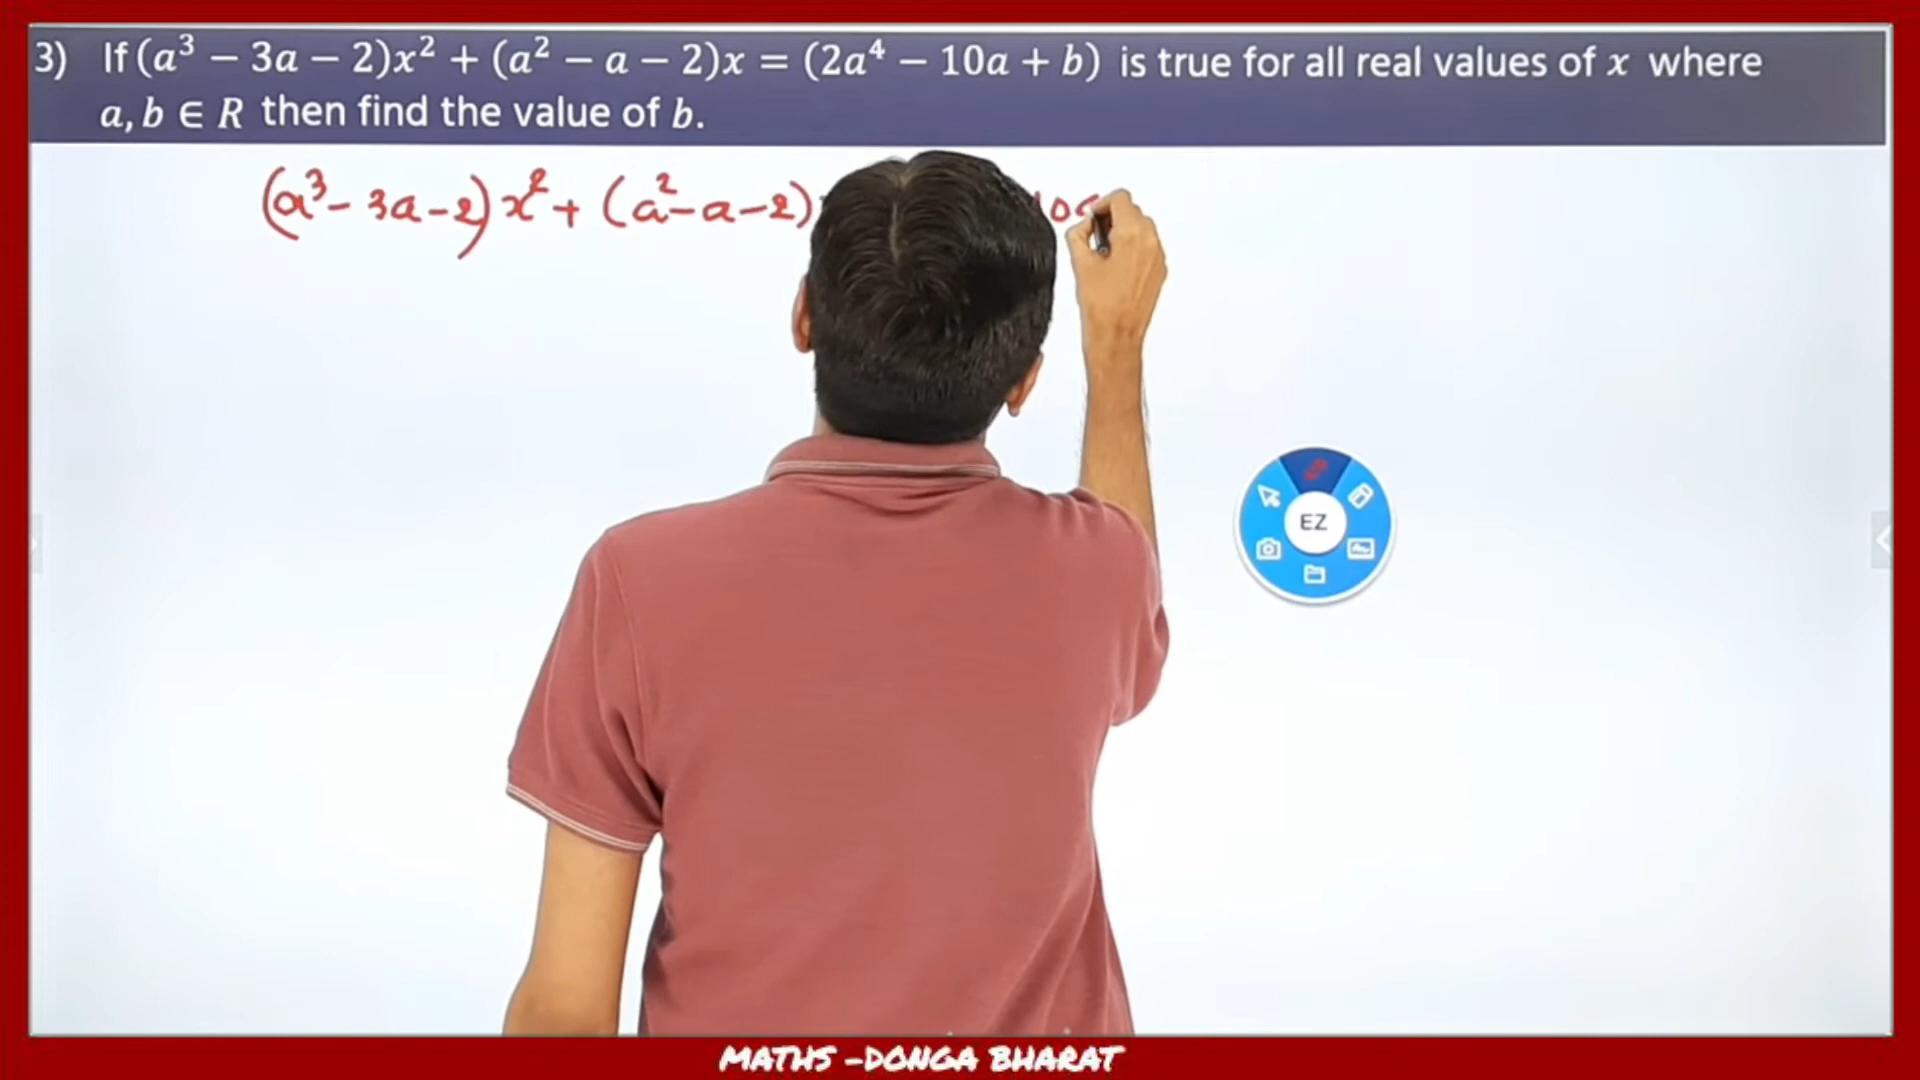 3) If (a³ − 3a − 2)x² + (a² − a − 2)x = (2a⁴ − 10a + b) is true for all real values of x where
a, b ∈ R then find the value of b.
(a³- 3a-2)x² + (a²-a-2)
10a
EZ
MATHS -DONGA BHARAT